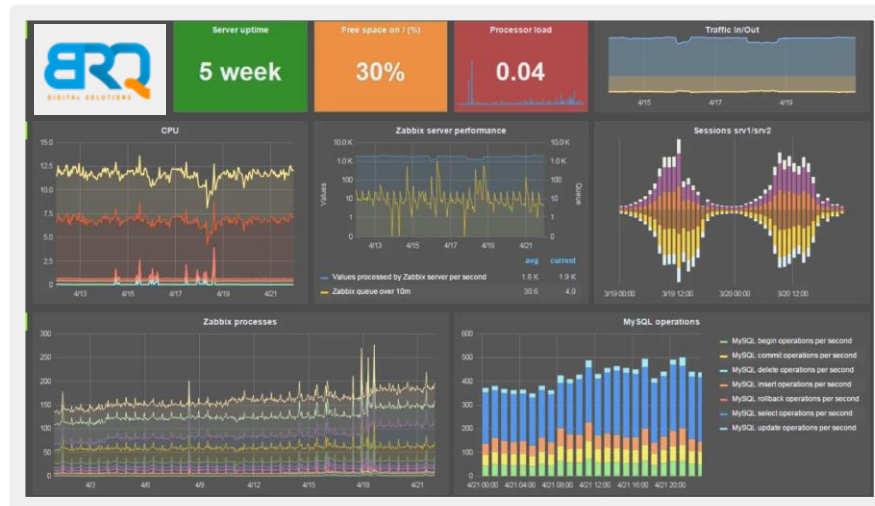 BRQ
DIGITAL SOLUTIONS
Server uptime
5 week
Free space on / (%)
30%
Processor load
0.04
Traffic In/Out
4/15 4/17 4/19
CPU
15.0
12.5
10.0
7.5
5.0
2.5
0
4/13 4/15 4/17 4/19 4/21
Zabbix server performance
10.0 K 10.0 K
1.0 K 1.0 K
100 100
10 10
1 1
0 0
Values
Queue
4/13 4/15 4/17 4/19 4/21
avg current
Values processed by Zabbix server per second 1.8 K 1.9 K
Zabbix queue over 10m 30.6 4.0
Sessions srv1/srv2
3/19 00:00 3/19 12:00 3/20 00:00 3/20 12:00
Zabbix processes
300
250
200
150
100
50
0
4/3 4/6 4/9 4/12 4/15 4/18 4/21
MySQL operations
600
500
400
300
200
100
0
4/21 00:00 4/21 04:00 4/21 08:00 4/21 12:00 4/21 16:00 4/21 20:00
MySQL begin operations per second
MySQL commit operations per second
MySQL delete operations per second
MySQL insert operations per second
MySQL rollback operations per second
MySQL select operations per second
MySQL update operations per second